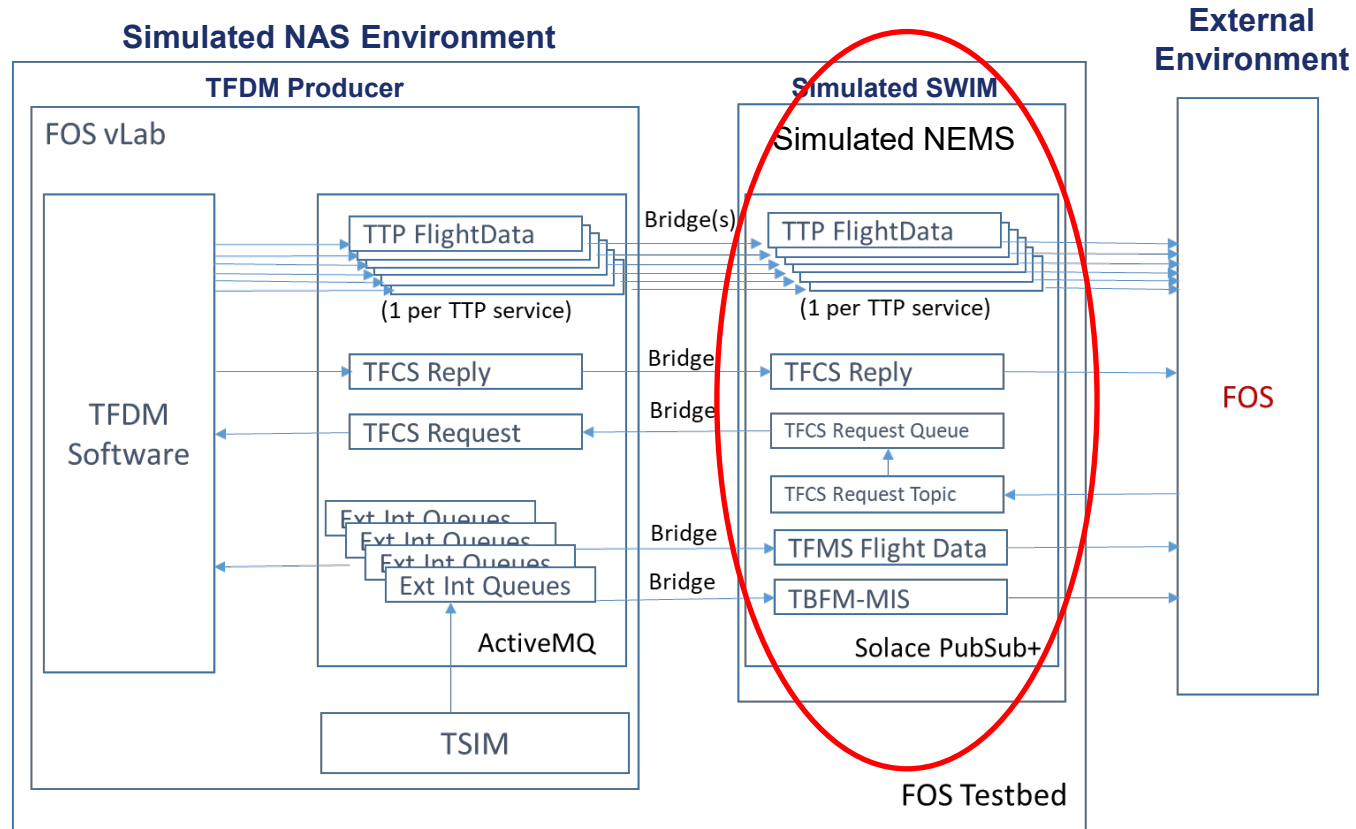 Simulated NAS Environment
External
Environment
TFDM Producer
Simulated SWIM
FOS vLab
Simulated NEMS
TTP FlightData
Bridge(s)
TTP FlightData
(1 per TTP service)
(1 per TTP service)
TFCS Reply
Bridge
TFCS Reply
TFDM
Software
TFCS Request
Bridge
TFCS Request Queue
FOS
TFCS Request Topic
Ext Int Queues
Ext Int Queues
Ext Int Queues
Ext Int Queues
Bridge
TFMS Flight Data
Bridge
TBFM-MIS
ActiveMQ
Solace PubSub+
TSIM
FOS Testbed